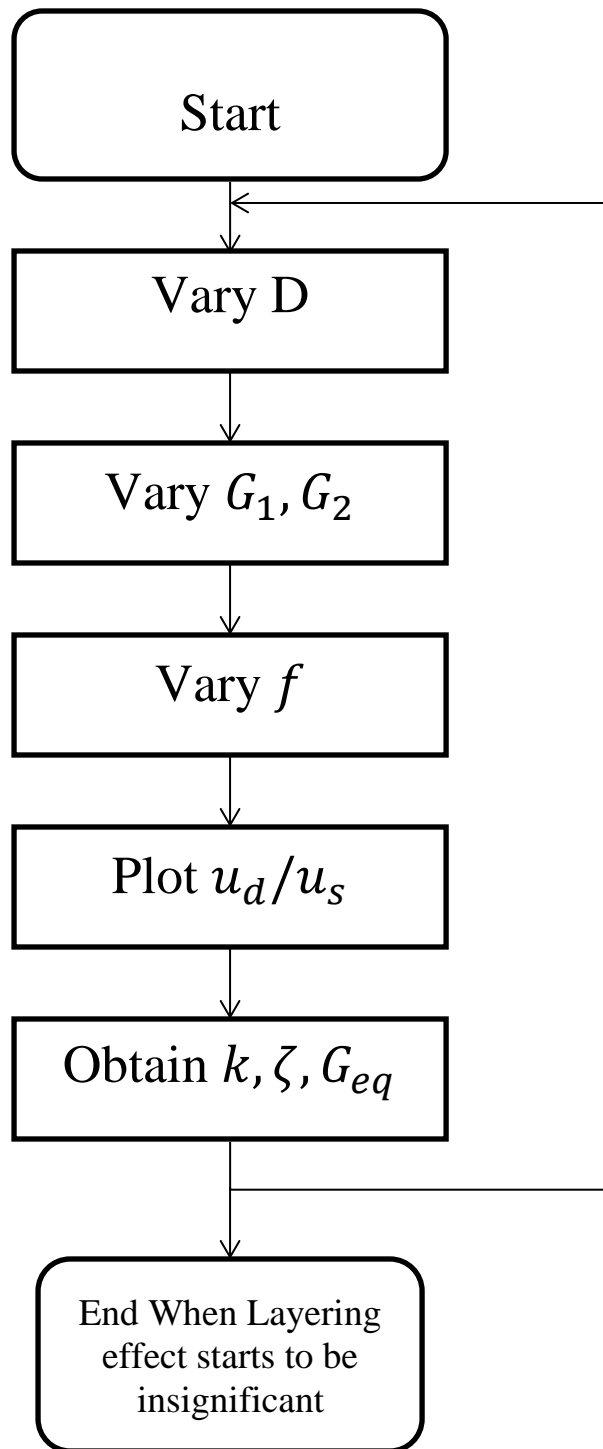 Start
Vary D
Vary G₁, G₂
Vary f
Plot u_d/u_s
Obtain k, ζ, G_eq
End When Layering
effect starts to be
insignificant